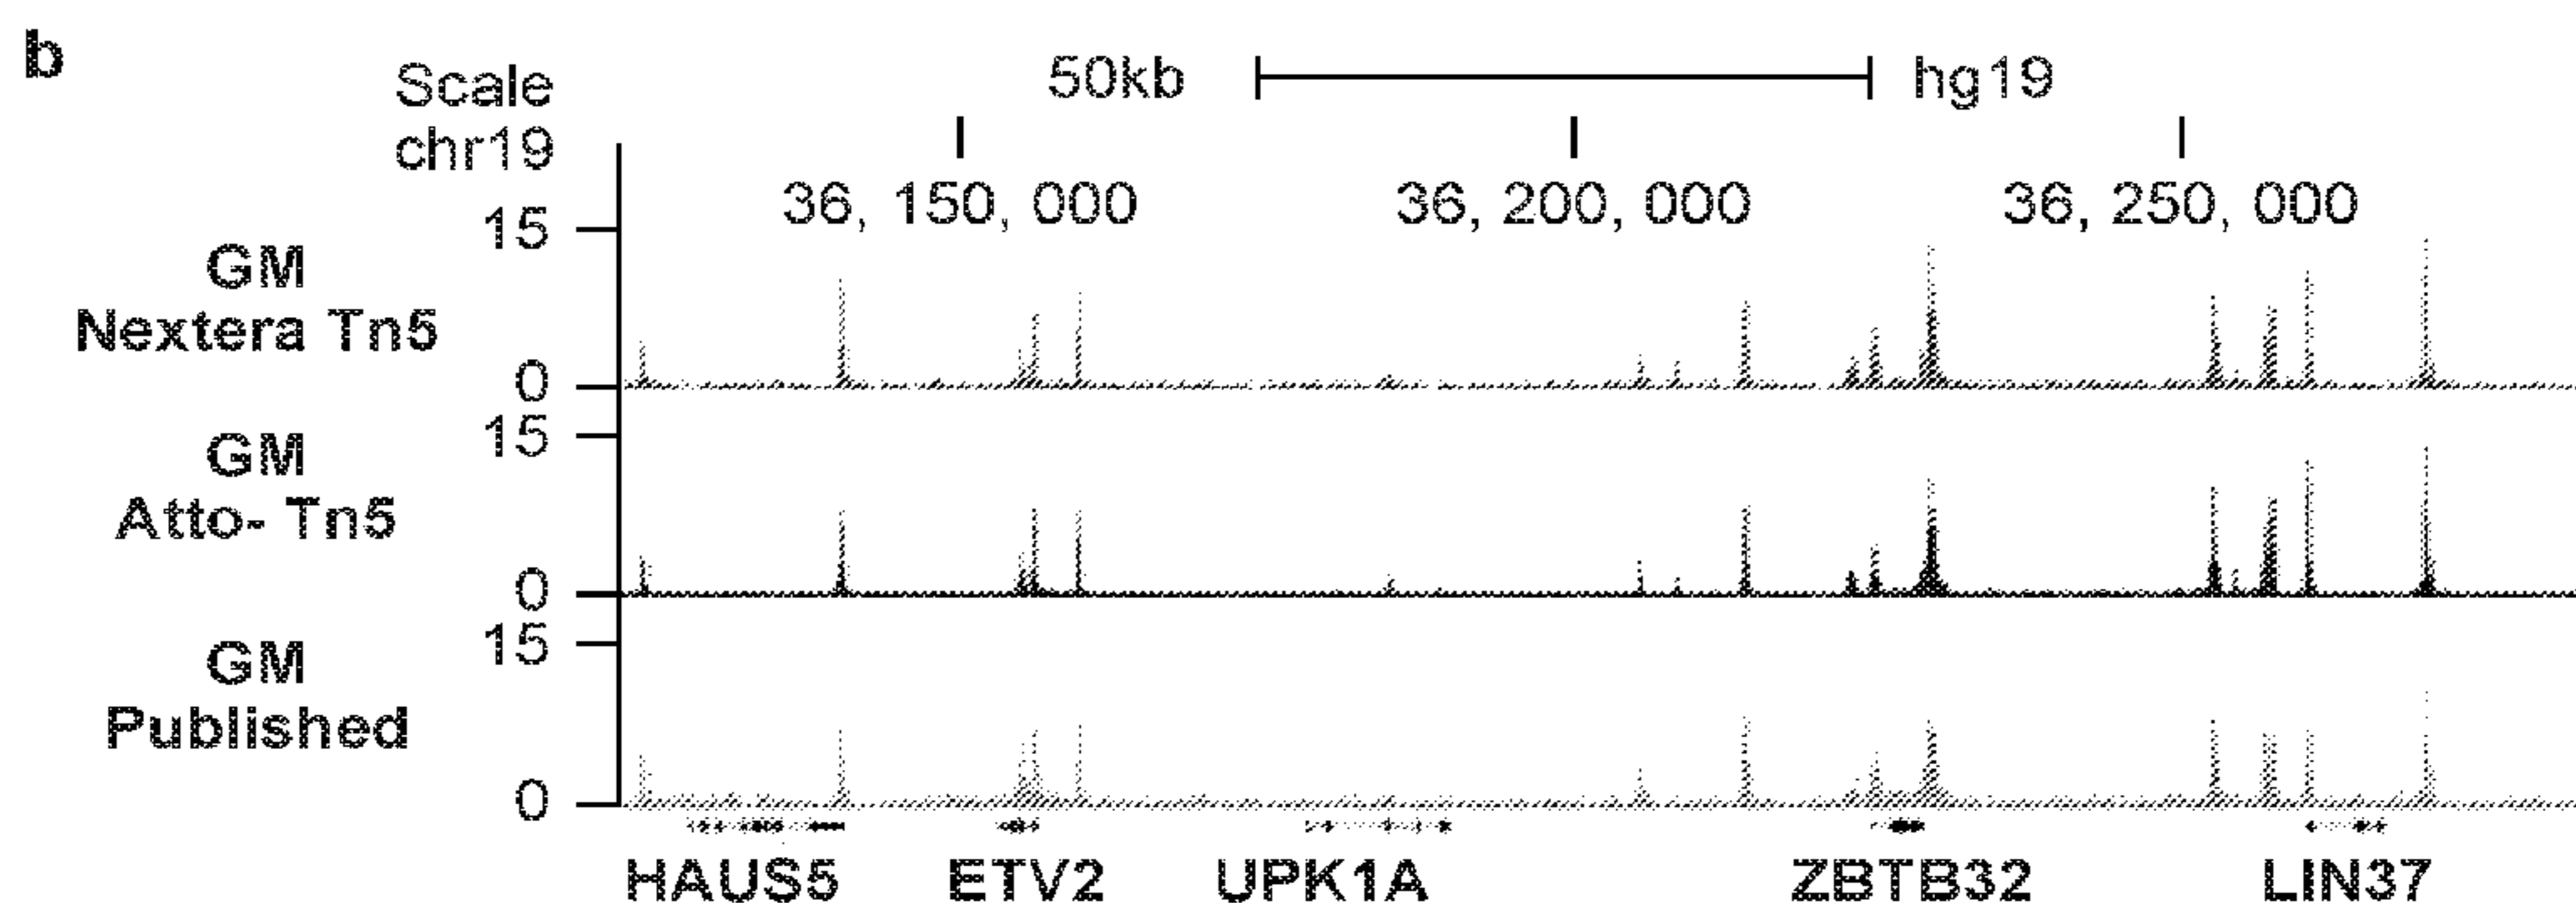 b
Scale
50kb hg19
chr19
36, 150, 000 36, 200, 000 36, 250, 000
15
GM
Nextera Tn5
0
15
GM
Atto- Tn5
0
15
GM
Published
0
HAUS5 ETV2 UPK1A ZBTB32 LIN37